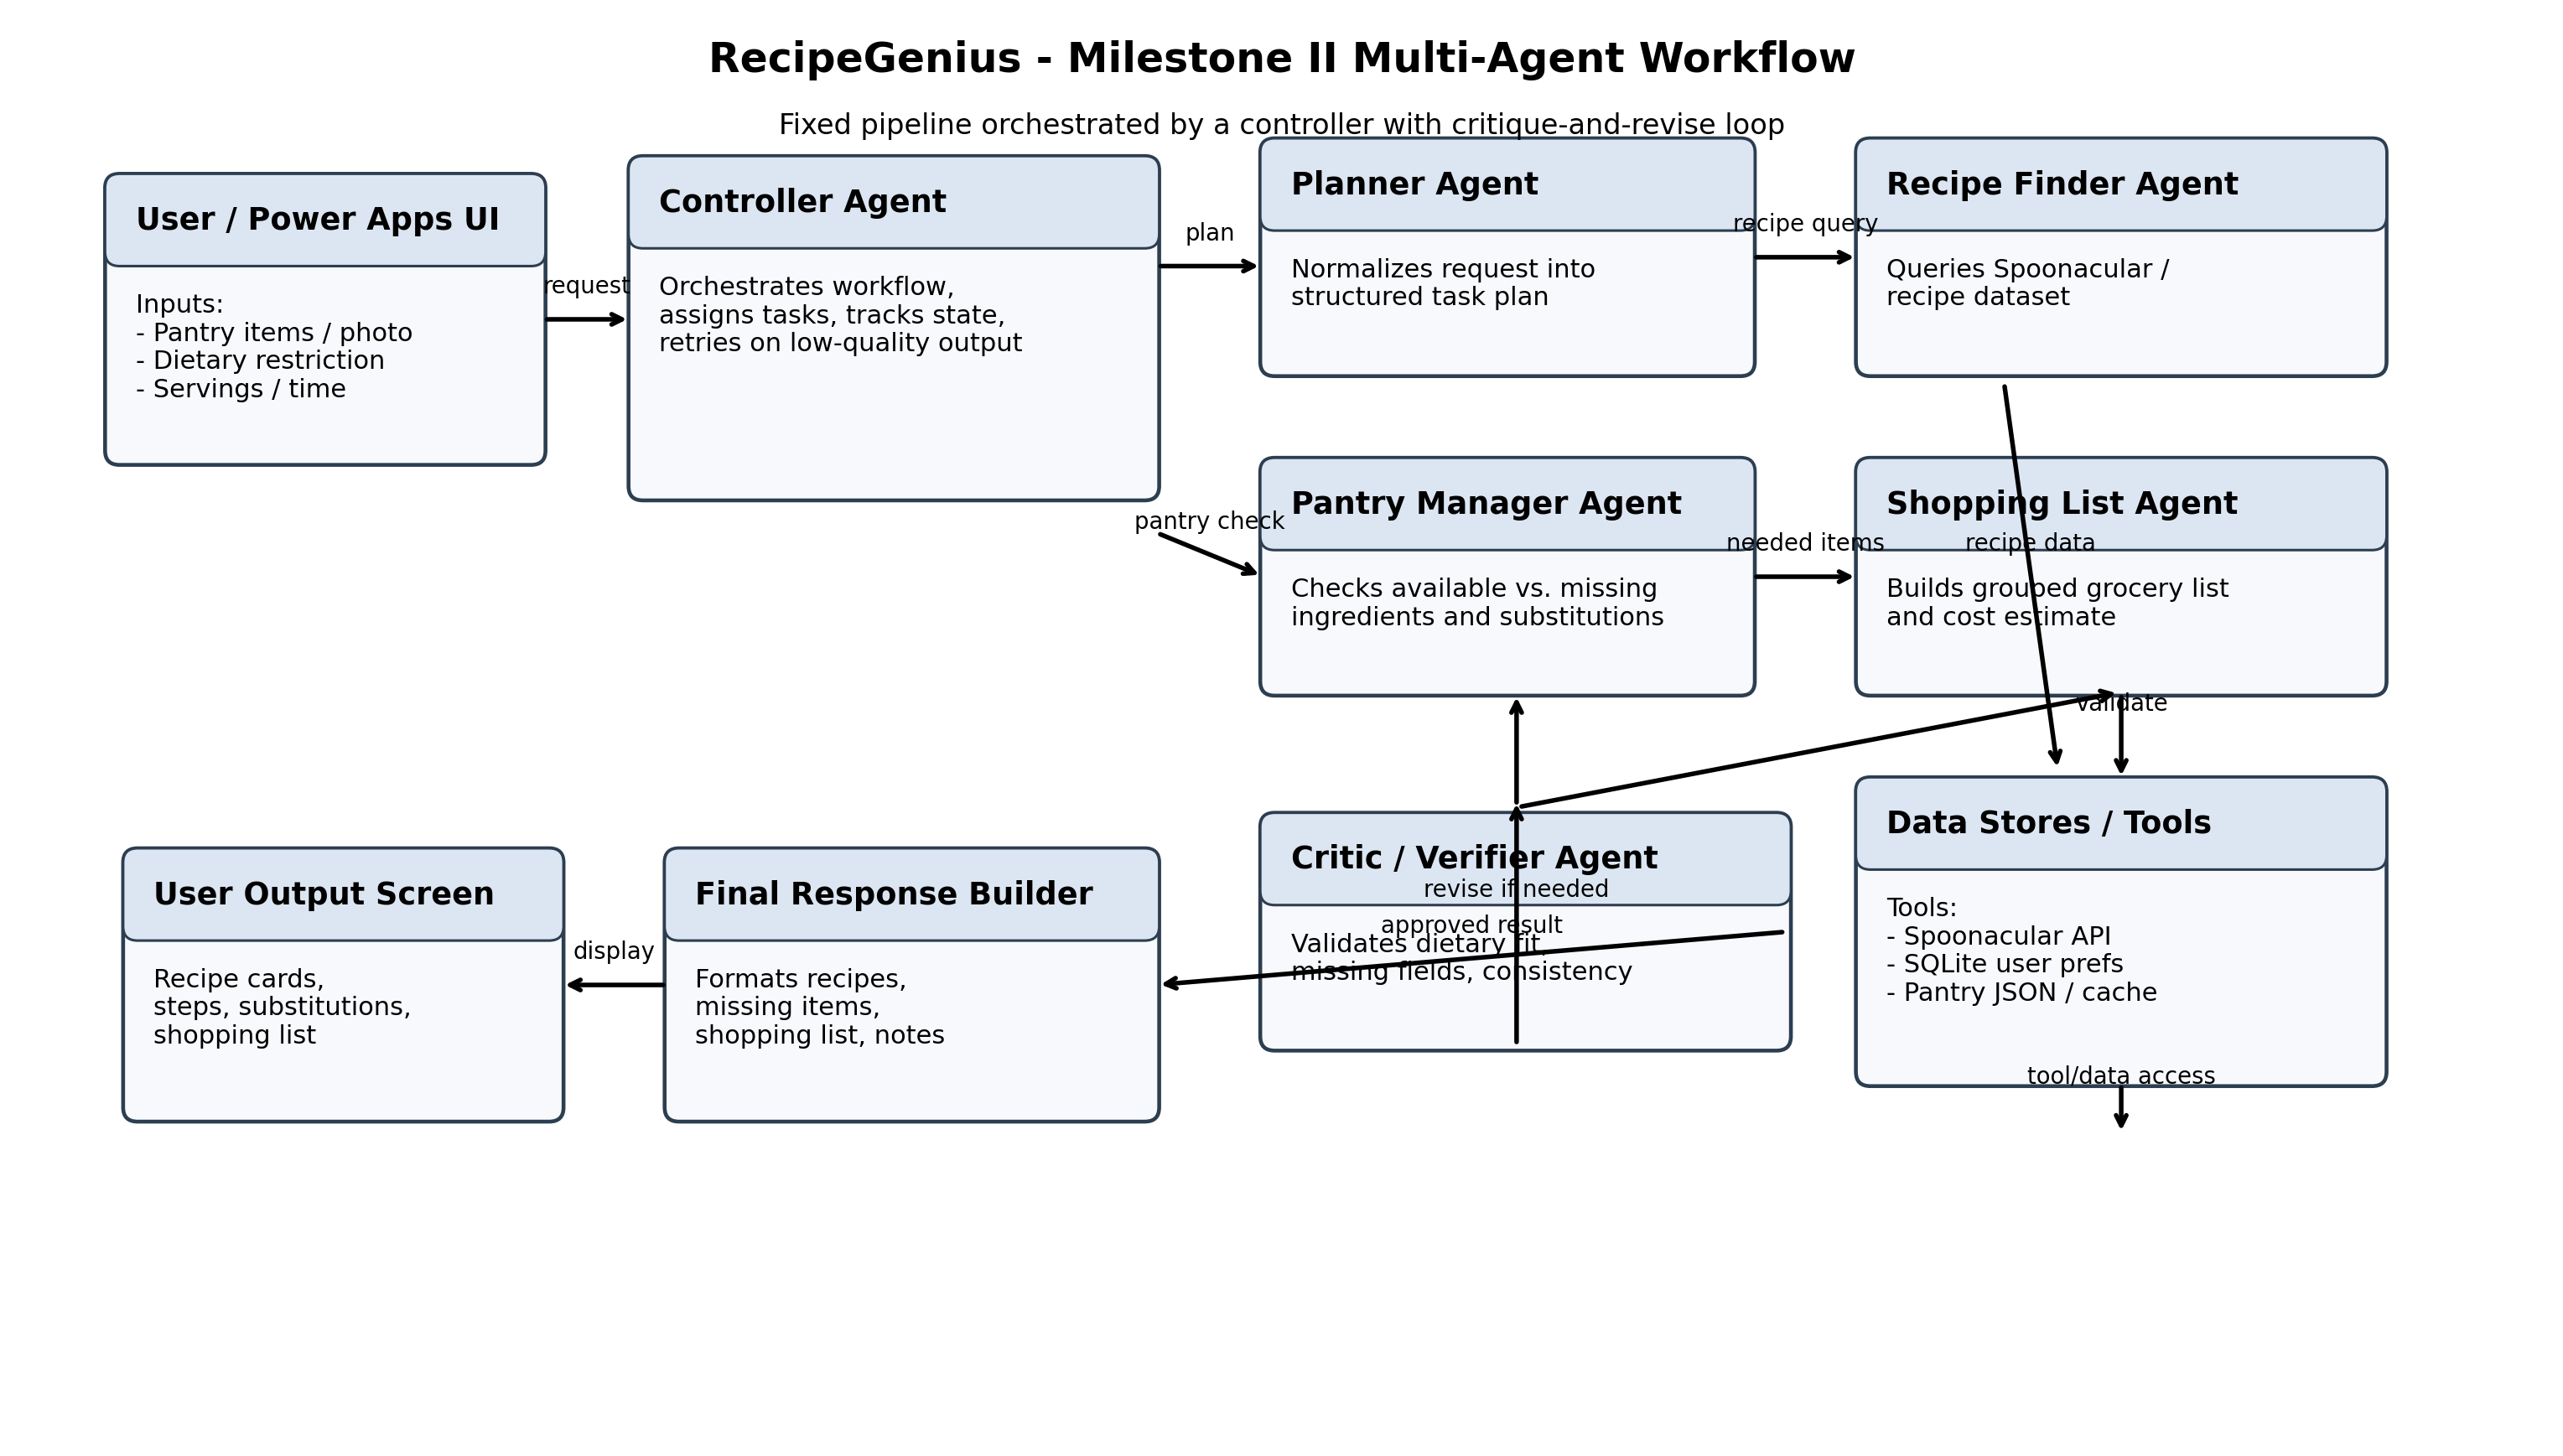 RecipeGenius - Milestone II Multi-Agent Workflow
Fixed pipeline orchestrated by a controller with critique-and-revise loop
User / Power Apps UI
Inputs:
- Pantry items / photo
- Dietary restriction
- Servings / time
request
Controller Agent
Orchestrates workflow,
assigns tasks, tracks state,
retries on low-quality output
plan
Planner Agent
Normalizes request into
structured task plan
recipe query
Recipe Finder Agent
Queries Spoonacular /
recipe dataset
pantry check
Pantry Manager Agent
Checks available vs. missing
ingredients and substitutions
needed items
Shopping List Agent
recipe data
Builds grouped grocery list
and cost estimate
validate
User Output Screen
Recipe cards,
steps, substitutions,
shopping list
display
Final Response Builder
Formats recipes,
missing items,
shopping list, notes
Critic / Verifier Agent
revise if needed
approved result
Validates dietary fit,
missing fields, consistency
Data Stores / Tools
Tools:
- Spoonacular API
- SQLite user prefs
- Pantry JSON / cache
tool/data access